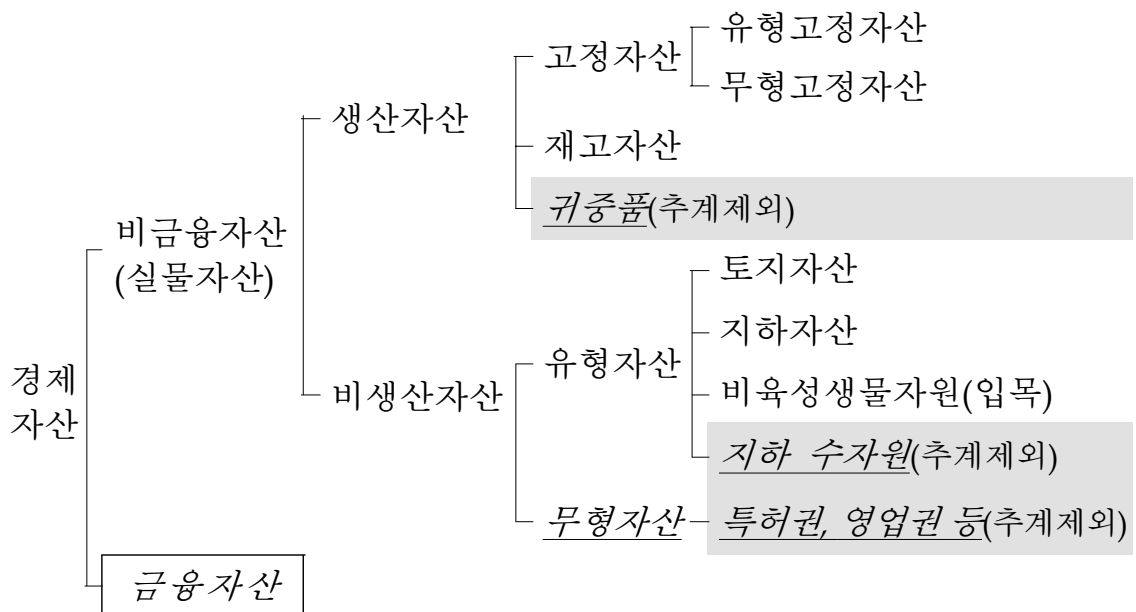 유형고정자산
고정자산
무형고정자산
생산자산
재고자산
귀중품(추계제외)
비금융자산
(실물자산)
토지자산
지하자산
유형자산
경제
자산
비생산자산
비육성생물자원(입목)
지하 수자원(추계제외)
무형자산
특허권, 영업권 등(추계제외)
금융자산